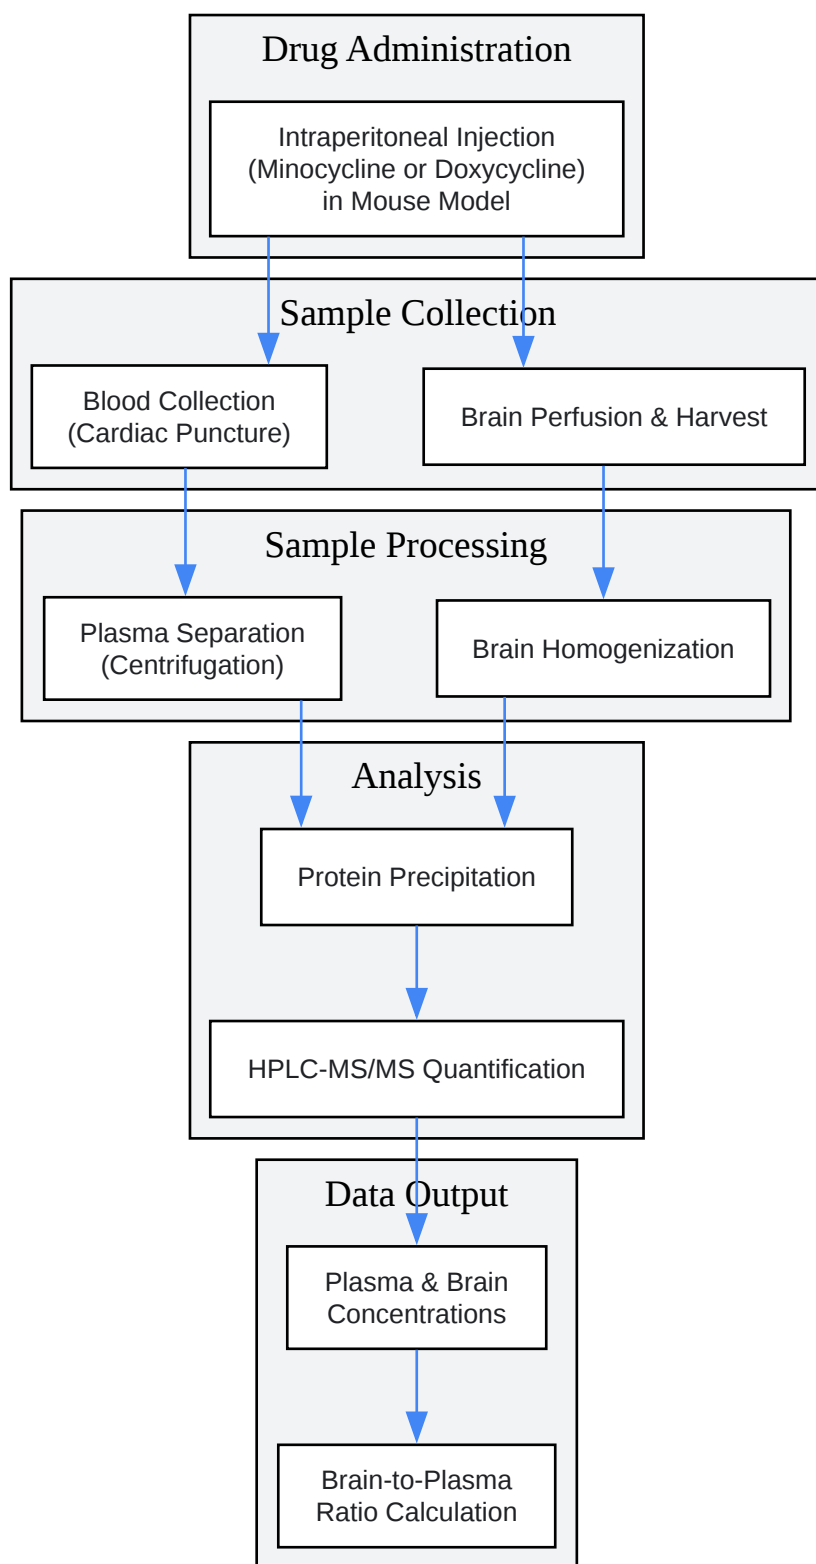 Drug Administration
Intraperitoneal Injection
(Minocycline or Doxycycline)
in Mouse Model
Sample Collection
Blood Collection
(Cardiac Puncture)
Brain Perfusion & Harvest
Sample Processing
Plasma Separation
(Centrifugation)
Brain Homogenization
Analysis
Protein Precipitation
HPLC-MS/MS Quantification
Data Output
Plasma & Brain
Concentrations
Brain-to-Plasma
Ratio Calculation